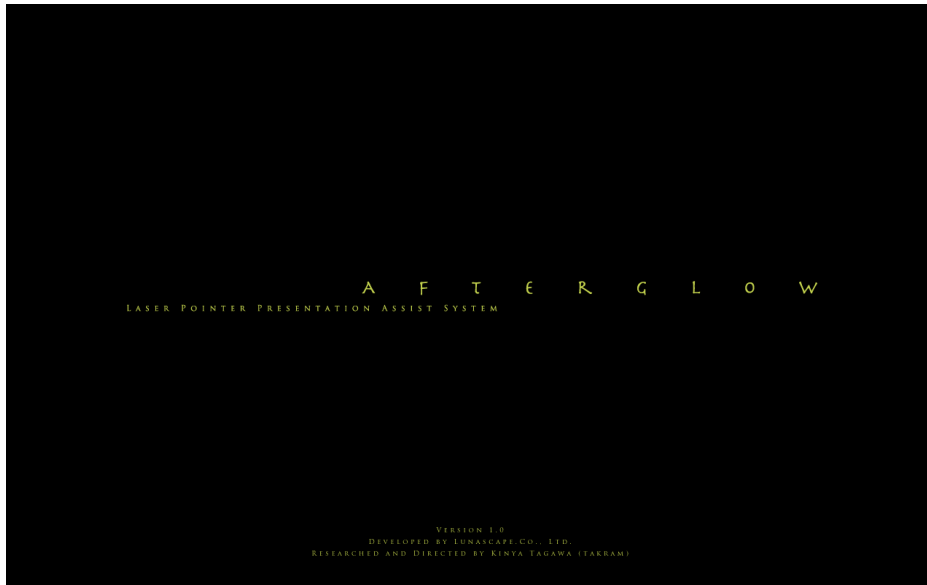 AFTERGLOW
LASER POINTER PRESENTATION ASSIST SYSTEM
VERSION 1.0
DEVELOPED BY LUNASCAPE.CO., LTD.
RESEARCHED AND DIRECTED BY KINYA TAGAWA (TAKRAM)